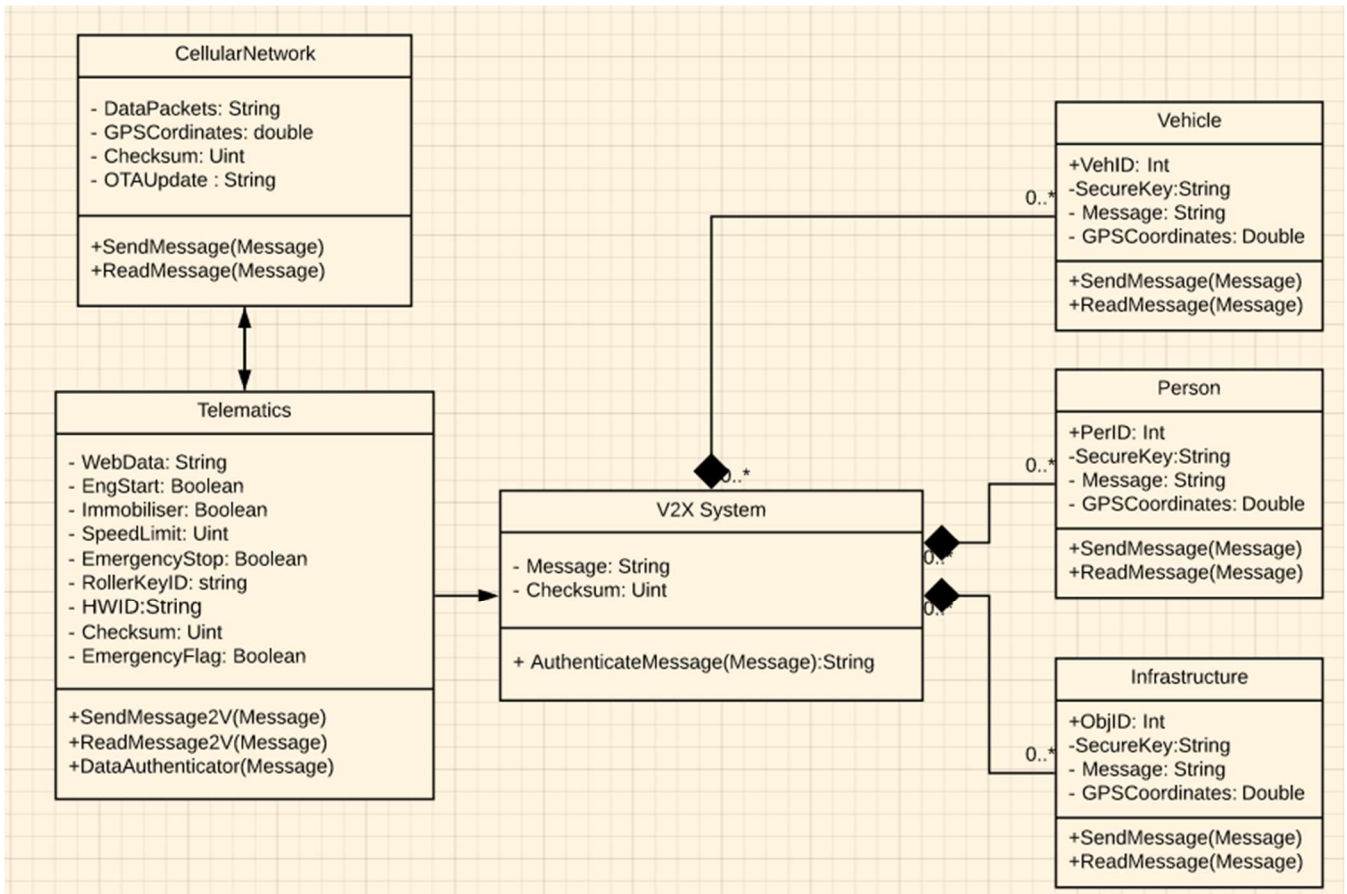 CellularNetwork
- DataPackets: String
- GPSCordinates: double
- Checksum: Uint
- OTAUpdate : String
+SendMessage(Message)
+ReadMessage(Message)
Telematics
- WebData: String
- EngStart: Boolean
- Immobiliser: Boolean
- SpeedLimit: Uint
- EmergencyStop: Boolean
- RollerKeyID: string
- HWID:String
- Checksum: Uint
- EmergencyFlag: Boolean
+SendMessage2V(Message)
+ReadMessage2V(Message)
+DataAuthenticator(Message)
0..*
V2X System
- Message: String
- Checksum: Uint
+ AuthenticateMessage(Message):String
0..*
0..*
0..*
Vehicle
+VehID: Int
-SecureKey:String
- Message: String
- GPSCoordinates: Double
+SendMessage(Message)
+ReadMessage(Message)
0..*
Person
+PerID: Int
-SecureKey:String
- Message: String
- GPSCoordinates: Double
+SendMessage(Message)
+ReadMessage(Message)
0..*
Infrastructure
+ObjID: Int
-SecureKey:String
- Message: String
- GPSCoordinates: Double
+SendMessage(Message)
+ReadMessage(Message)